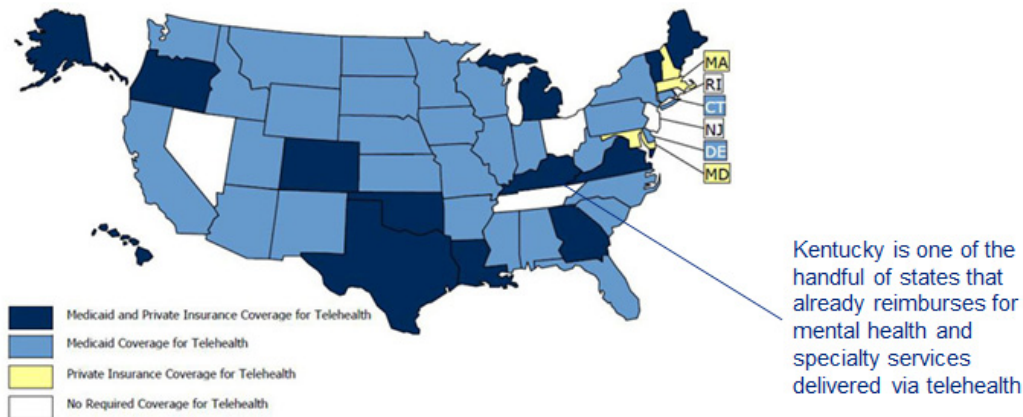 MA
RI
CT
NJ
DE
MD
Kentucky is one of the
handful of states that
already reimburses for
mental health and
specialty services
delivered via telehealth
Medicaid and Private Insurance Coverage for Telehealth
Medicaid Coverage for Telehealth
Private Insurance Coverage for Telehealth
No Required Coverage for Telehealth